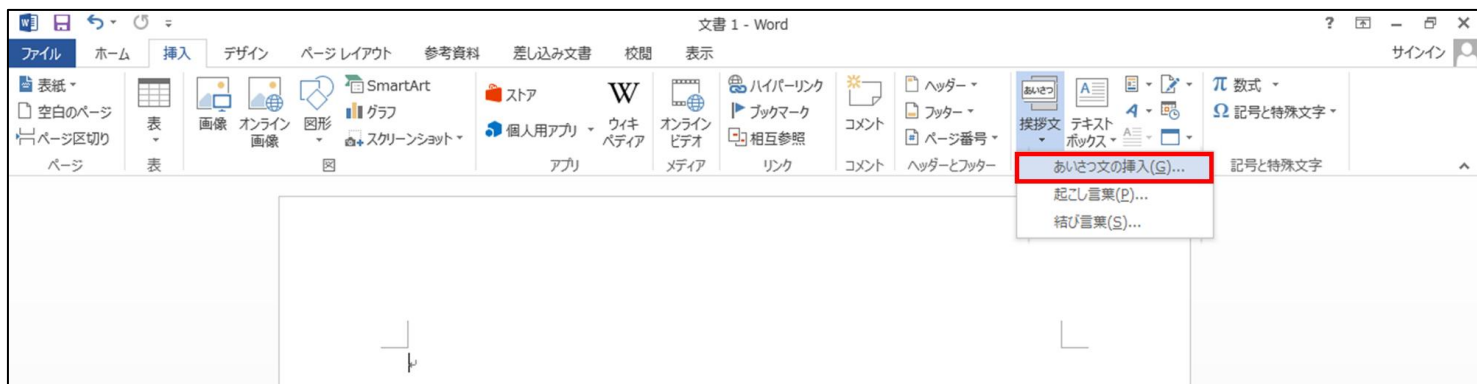 文書 1 - Word
サインイン
ファイル ホーム 挿入 デザイン ページ レイアウト 参考資料 差し込み文書 校閲 表示
表紙
空白のページ
ページ区切り
ページ
表
表
画像
オンライン
画像
図形
SmartArt
グラフ
スクリーンショット
図
ストア
個人用アプリ
W
ウィキ
ペディア
アプリ
オンライン
ビデオ
メディア
ハイパーリンク
ブックマーク
相互参照
リンク
コメント
コメント
ヘッダー
フッター
ページ番号
ヘッダーとフッター
あいさつ
挨拶文
A
テキスト
ボックス
A
π 数式
Ω 記号と特殊文字
記号と特殊文字
あいさつ文の挿入(G)...
起こし言葉(P)...
結び言葉(S)...